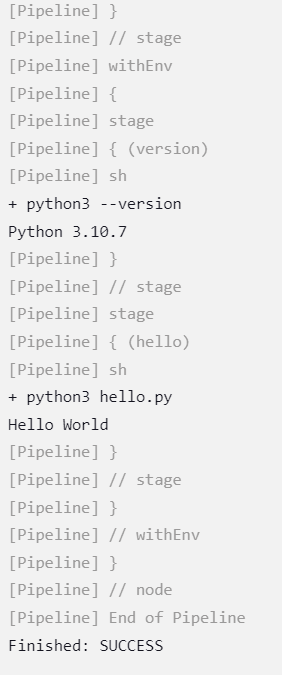 [Pipeline] }
[Pipeline] // stage
[Pipeline] withEnv
[Pipeline] {
[Pipeline] stage
[Pipeline] { (version)
[Pipeline] sh
+ python3 --version
Python 3.10.7
[Pipeline] }
[Pipeline] // stage
[Pipeline] stage
[Pipeline] { (hello)
[Pipeline] sh
+ python3 hello.py
Hello World
[Pipeline] }
[Pipeline] // stage
[Pipeline] }
[Pipeline] // withEnv
[Pipeline] }
[Pipeline] // node
[Pipeline] End of Pipeline
Finished: SUCCESS